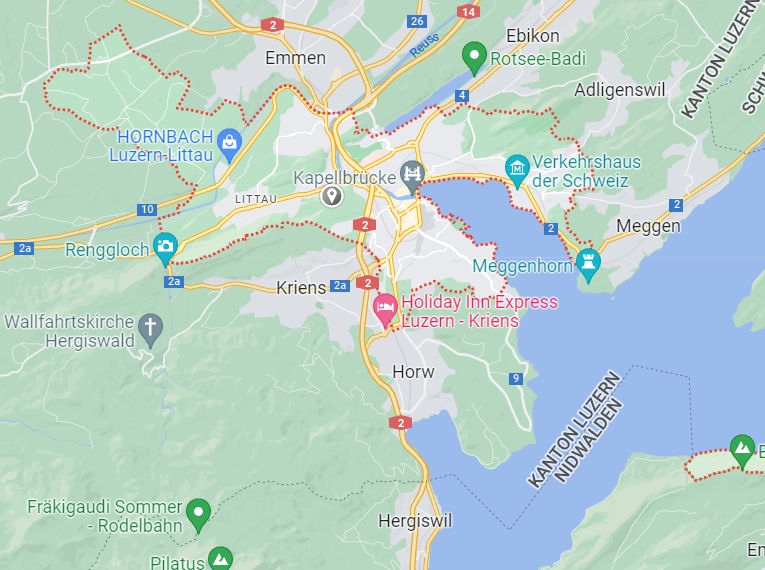 14
26
2
Ebikon
Reuss
Emmen
Rotsee-Badi
KANTON LUZERN
4
Adligenswil
HORNBACH
Luzern-Littau
Verkehrshaus
der Schweiz
Kapellbrücke
LITTAU
10
2
2
2
Meggen
2a
Renggloch
Meggenhorn
2a
Kriens
2a
2
Holiday Inn Express
Luzern - Kriens
Wallfahrtskirche
Hergiswald
Horw
9
2
KANTON LUZERN
NIDWALDEN
Fräkigaudi Sommer
- Rodelbahn
Hergiswil
Pilatus